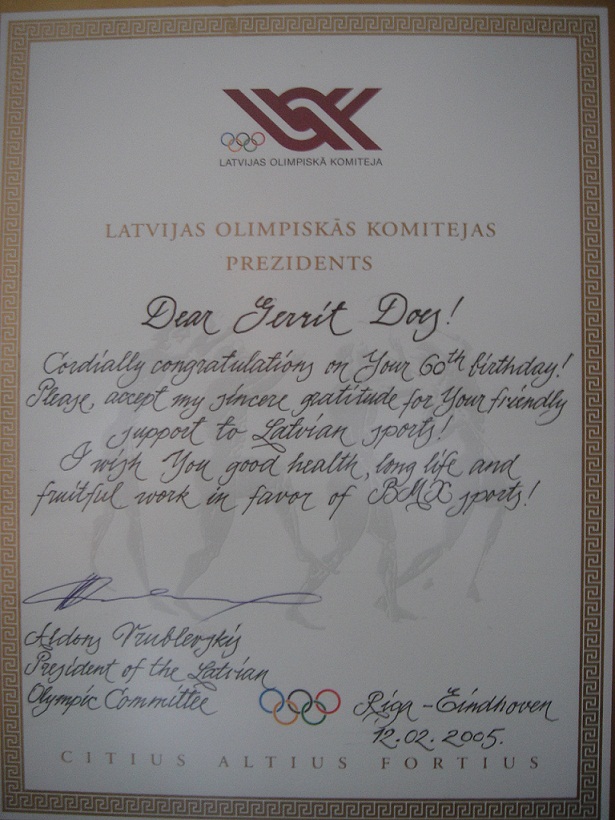 LATVIJAS OLIMPISKĀ KOMITEJA
LATVIJAS OLIMPISKĀS KOMITEJAS
PREZIDENTS
Dear Gerrit Does!
Cordially congratulations on Your 60th birthday!
Please, accept my sincere gratitude for Your friendly
support to Latvian sports!
I wish You good health, long life and
fruitful work in favor of BMX sports!
Aldons Vrublevskis
President of the Latvian
Olympic Committee
Riga - Eindhoven
12.02.2005.
CITIUS ALTIUS FORTIUS